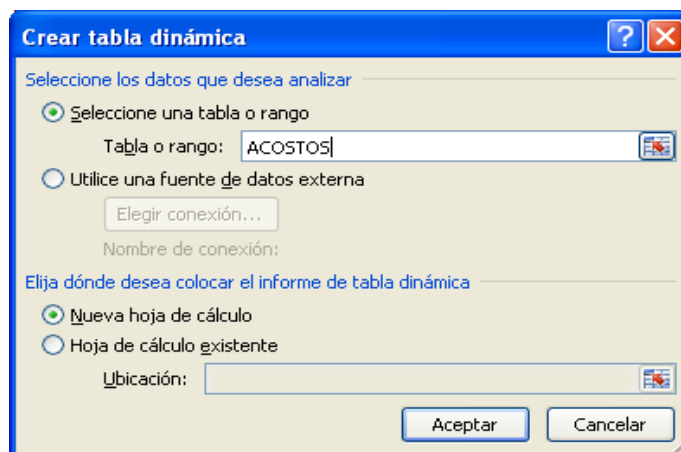 Crear tabla dinámica
Seleccione los datos que desea analizar
Seleccione una tabla o rango
Tabla o rango: ACOSTOS
Utilice una fuente de datos externa
Elegir conexión...
Nombre de conexión:
Elija dónde desea colocar el informe de tabla dinámica
Nueva hoja de cálculo
Hoja de cálculo existente
Ubicación:
Aceptar Cancelar